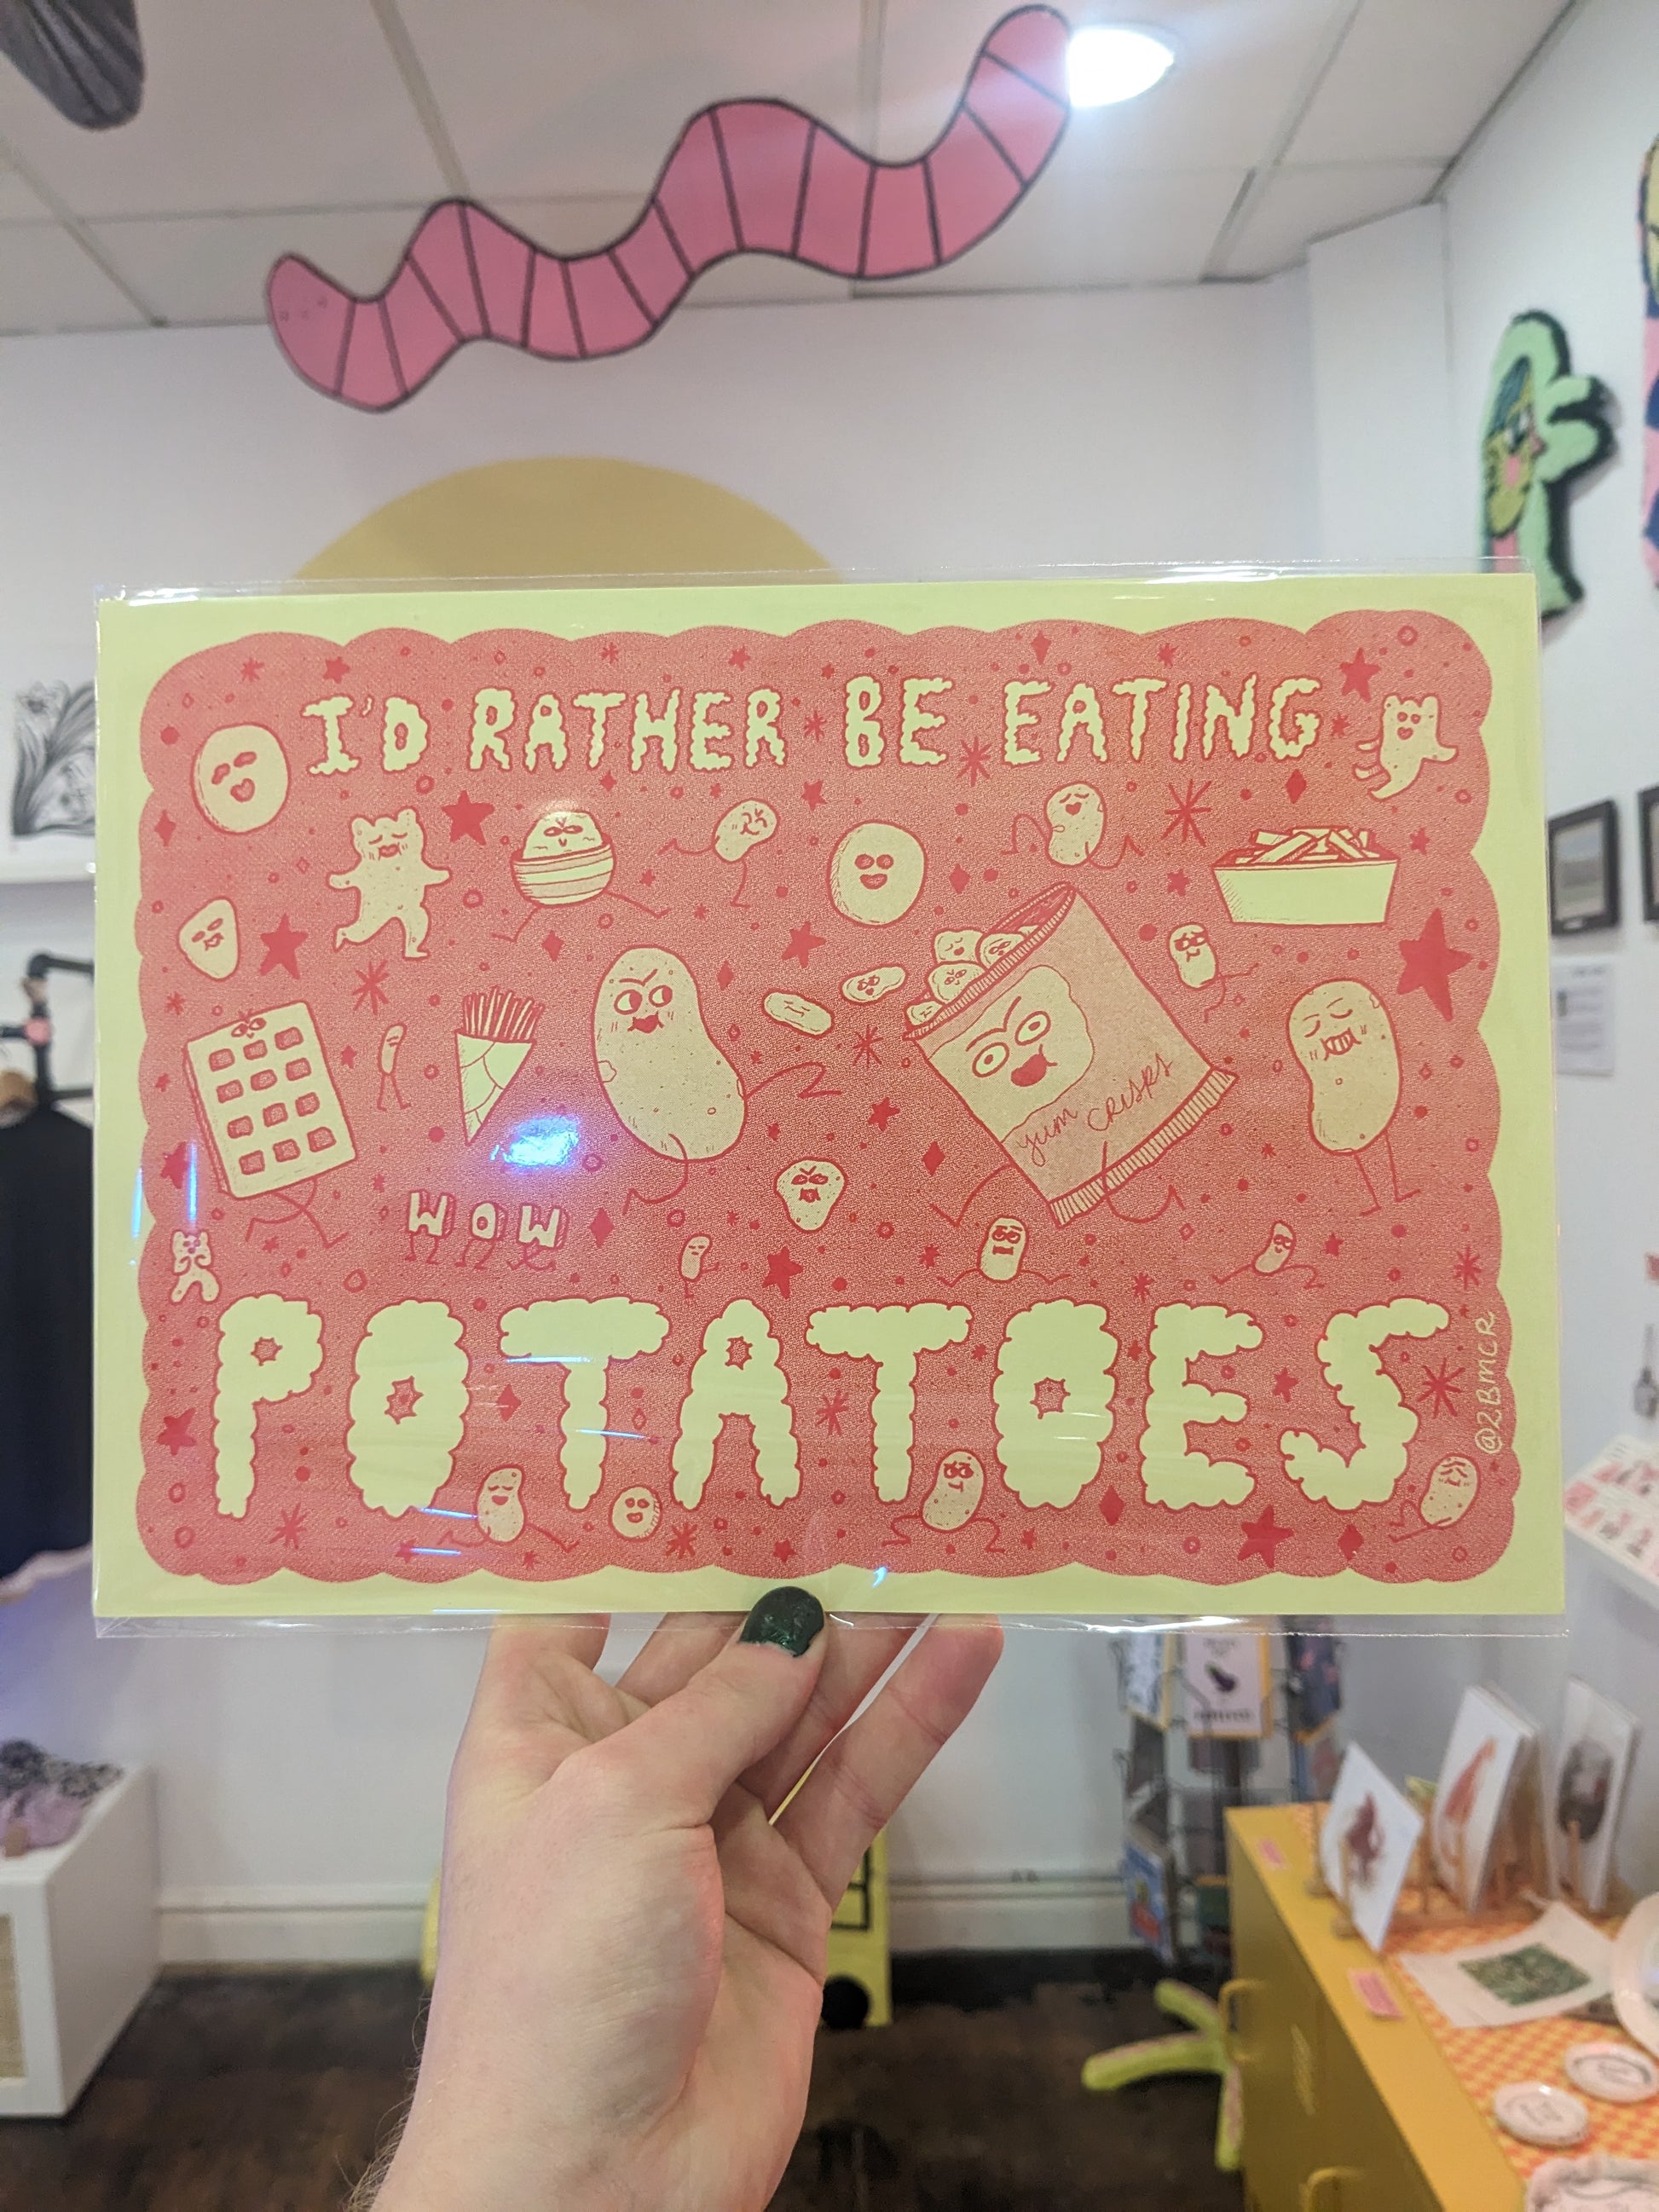 I'D RATHER BE EATING
yum crisps
WOW
POTATOES
@2Bmcr